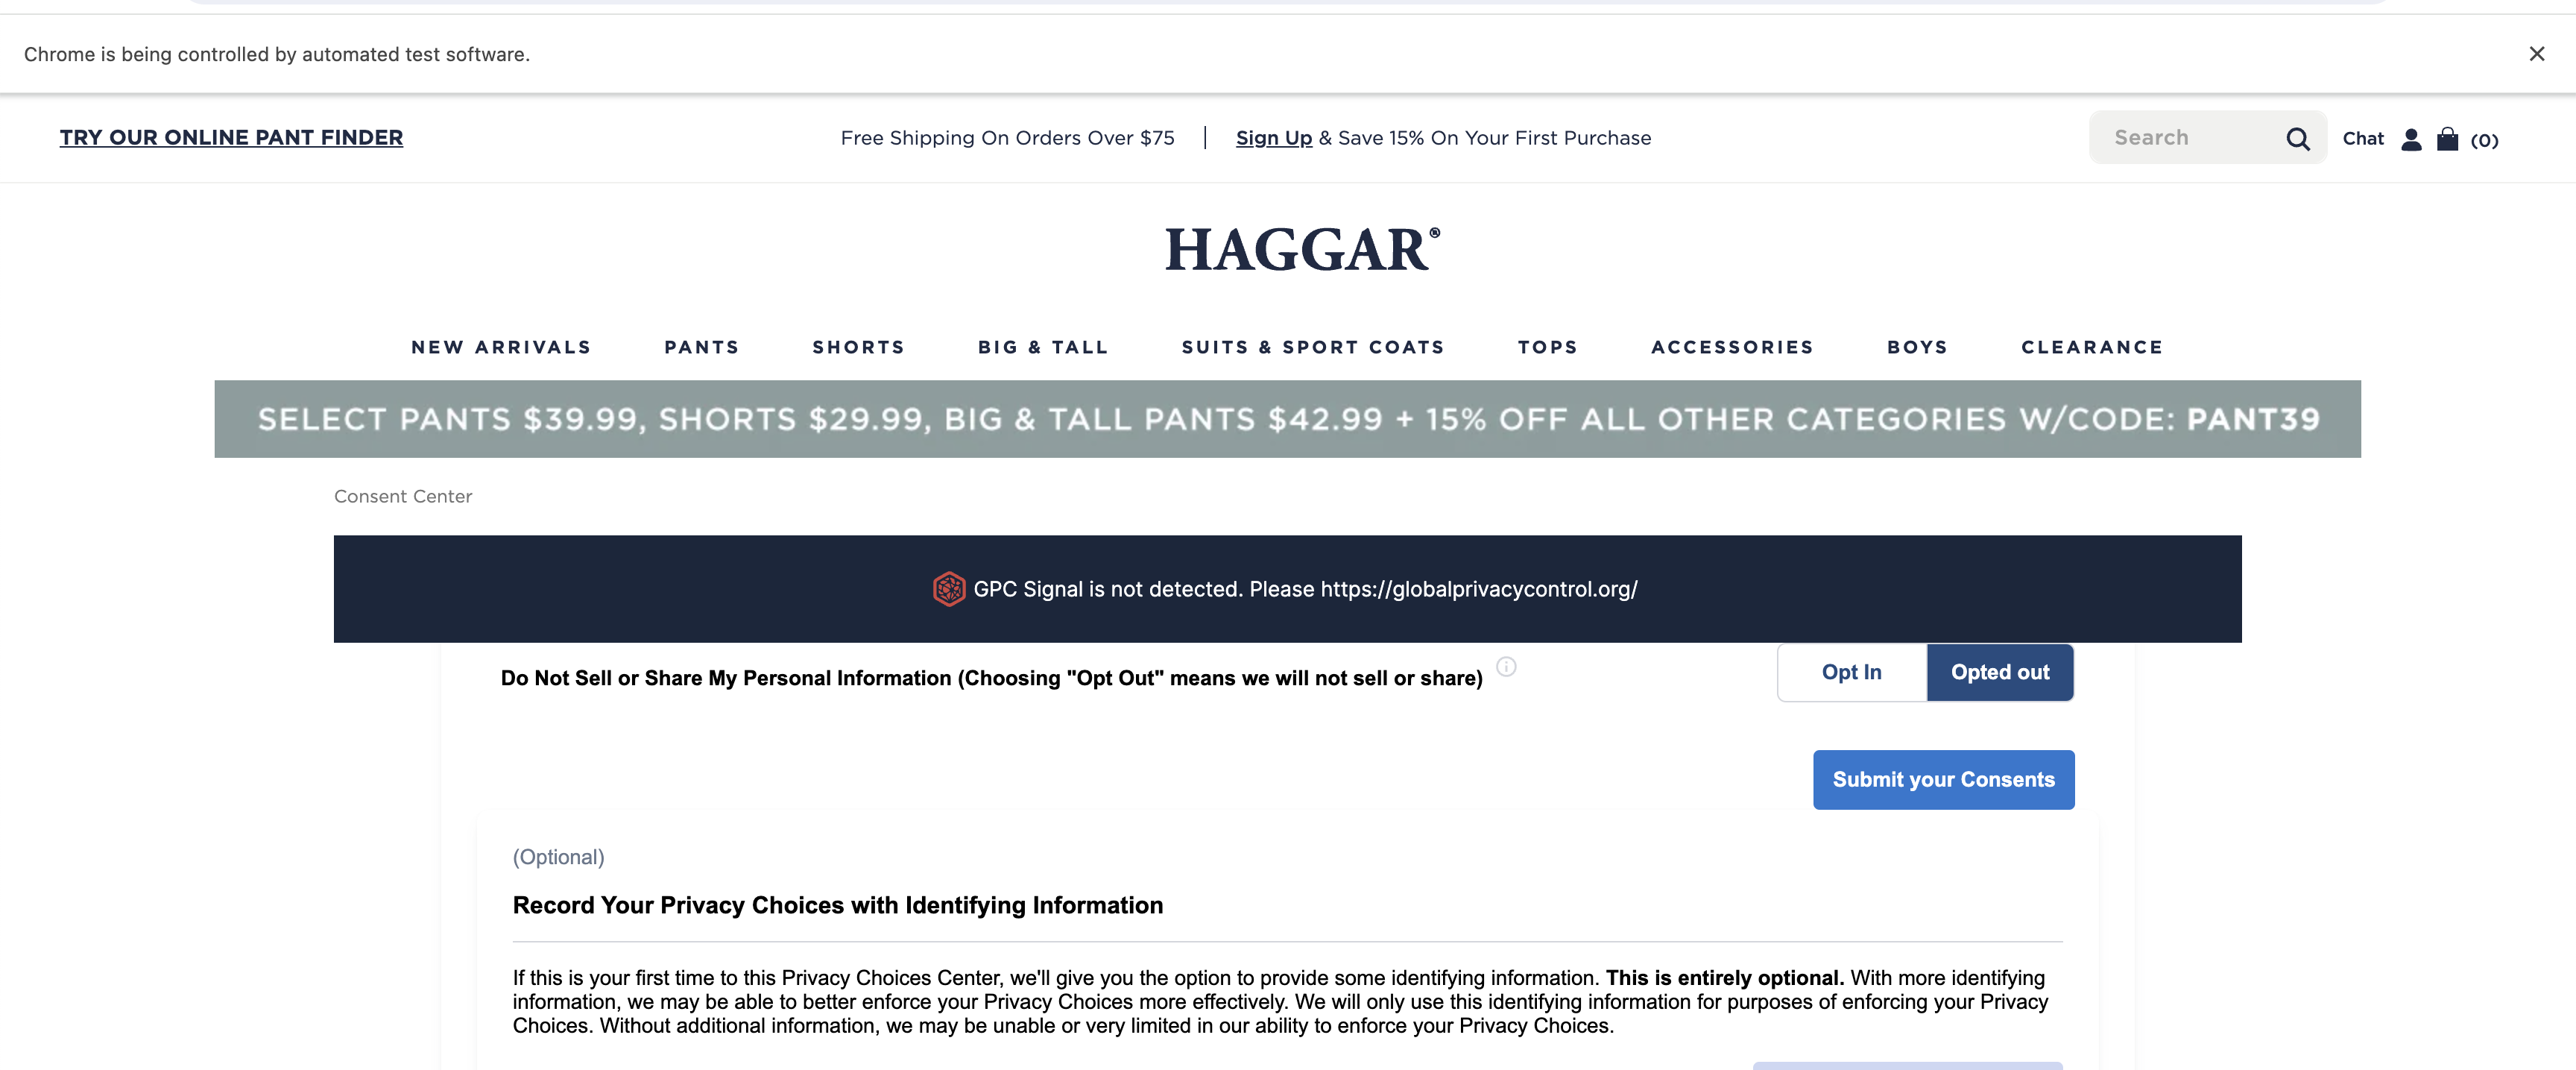 Chrome is being controlled by automated test software.
TRY OUR ONLINE PANT FINDER
Free Shipping On Orders Over $75 | Sign Up & Save 15% On Your First Purchase
Search
Chat
(0)
HAGGAR®
NEW ARRIVALS PANTS SHORTS BIG & TALL SUITS & SPORT COATS TOPS ACCESSORIES BOYS CLEARANCE
SELECT PANTS $39.99, SHORTS $29.99, BIG & TALL PANTS $42.99 + 15% OFF ALL OTHER CATEGORIES W/CODE: PANT39
Consent Center
GPC Signal is not detected. Please https://globalprivacycontrol.org/
Do Not Sell or Share My Personal Information (Choosing "Opt Out" means we will not sell or share)
Opt In
Opted out
Submit your Consents
(Optional)
Record Your Privacy Choices with Identifying Information
If this is your first time to this Privacy Choices Center, we'll give you the option to provide some identifying information. This is entirely optional. With more identifying
information, we may be able to better enforce your Privacy Choices more effectively. We will only use this identifying information for purposes of enforcing your Privacy
Choices. Without additional information, we may be unable or very limited in our ability to enforce your Privacy Choices.